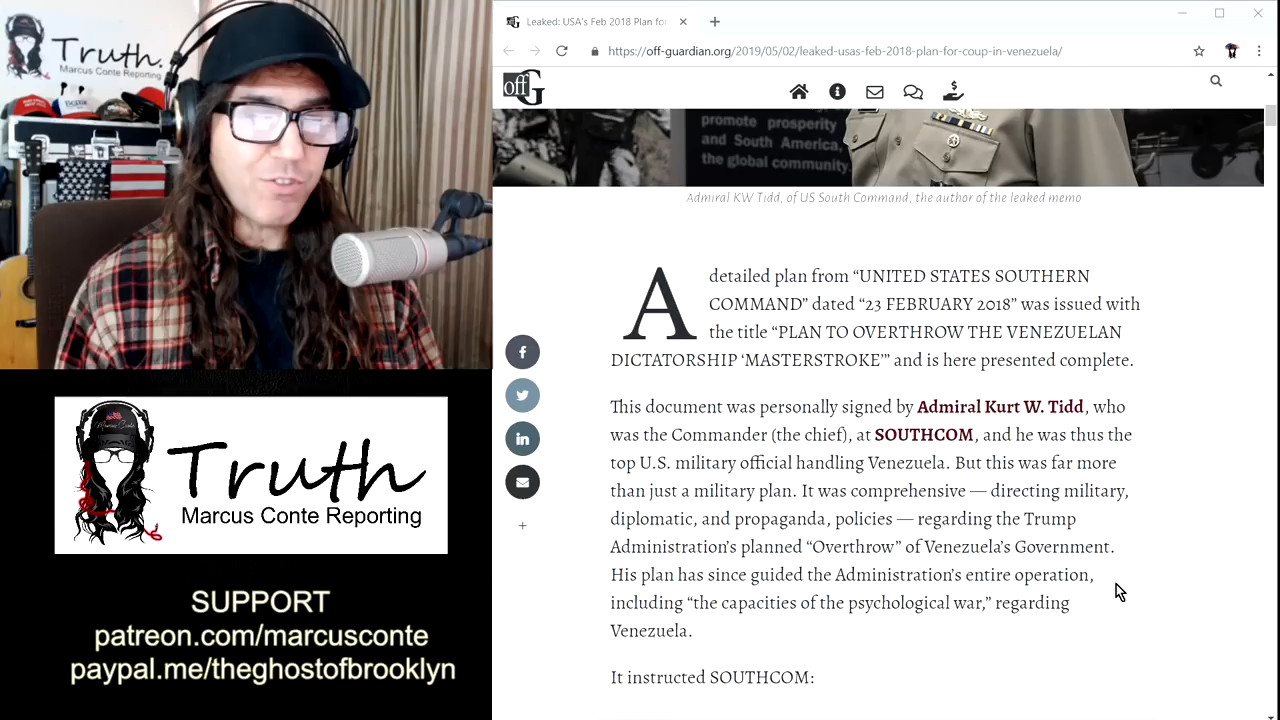 Truth.
Marcus Conte Reporting
Leaked: USA's Feb 2018 Plan fo
https://off-guardian.org/2019/05/02/leaked-usas-feb-2018-plan-for-coup-in-venezuela/
off G
promote prosperity
and South America,
the global community.
Admiral KW Tidd, of US South Command, the author of the leaked memo
A detailed plan from “UNITED STATES SOUTHERN
COMMAND” dated “23 FEBRUARY 2018” was issued with
the title “PLAN TO OVERTHROW THE VENEZUELAN
DICTATORSHIP ‘MASTERSTROKE’” and is here presented complete.
This document was personally signed by Admiral Kurt W. Tidd, who
was the Commander (the chief), at SOUTHCOM, and he was thus the
top U.S. military official handling Venezuela. But this was far more
than just a military plan. It was comprehensive — directing military,
diplomatic, and propaganda, policies — regarding the Trump
Administration’s planned “Overthrow” of Venezuela’s Government.
His plan has since guided the Administration’s entire operation,
including “the capacities of the psychological war,” regarding
Venezuela.
It instructed SOUTHCOM:
Truth
Marcus Conte Reporting
SUPPORT
patreon.com/marcusconte
paypal.me/theghostofbrooklyn